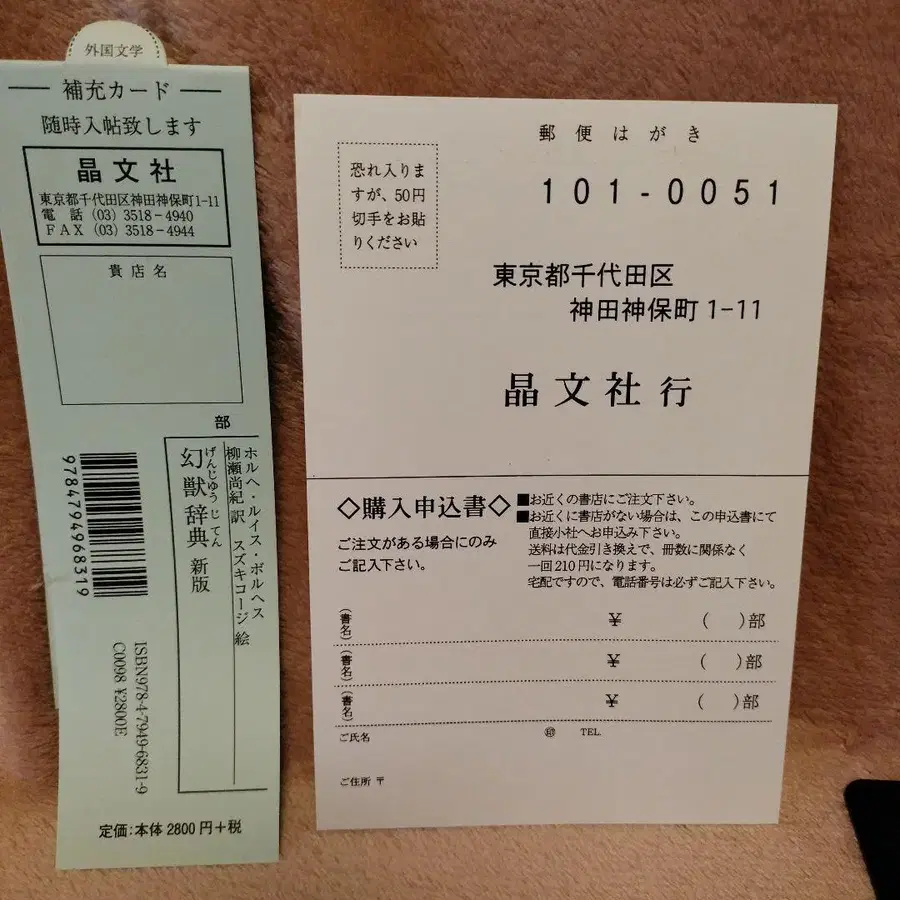 外国文学
補充カード
随時入帖致します
晶文社
東京都千代田区神田神保町1-11
電 話 (03) 3518-4940
FAX (03) 3518-4944
貴店名
部
ホルヘ・ルイス・ボルヘス
柳瀬尚紀 訳 スズキコージ 絵
げんじゅう じ てん
幻獣辞典 新版
9784794968319
ISBN978-4-7949-6831-9
C0098 ¥2800E
定価:本体2800円+税
郵便はがき
恐れ入りま
すが、50円
切手をお貼
りください
101-0051
東京都千代田区
神田神保町1-11
晶文社 行
◇購入申込書◇
ご注文がある場合にのみ
ご記入下さい。
■お近くの書店にご注文下さい。
■お近くに書店がない場合は、この申込書にて
直接小社へお申込み下さい。
送料は代金引き換えで、冊数に関係なく
一回210円になります。
宅配ですので、電話番号は必ずご記入下さい。
(書名) ¥ ( )部
(書名) ¥ ( )部
(書名) ¥ ( )部
ご氏名 ㊞ TEL.
ご住所 〒